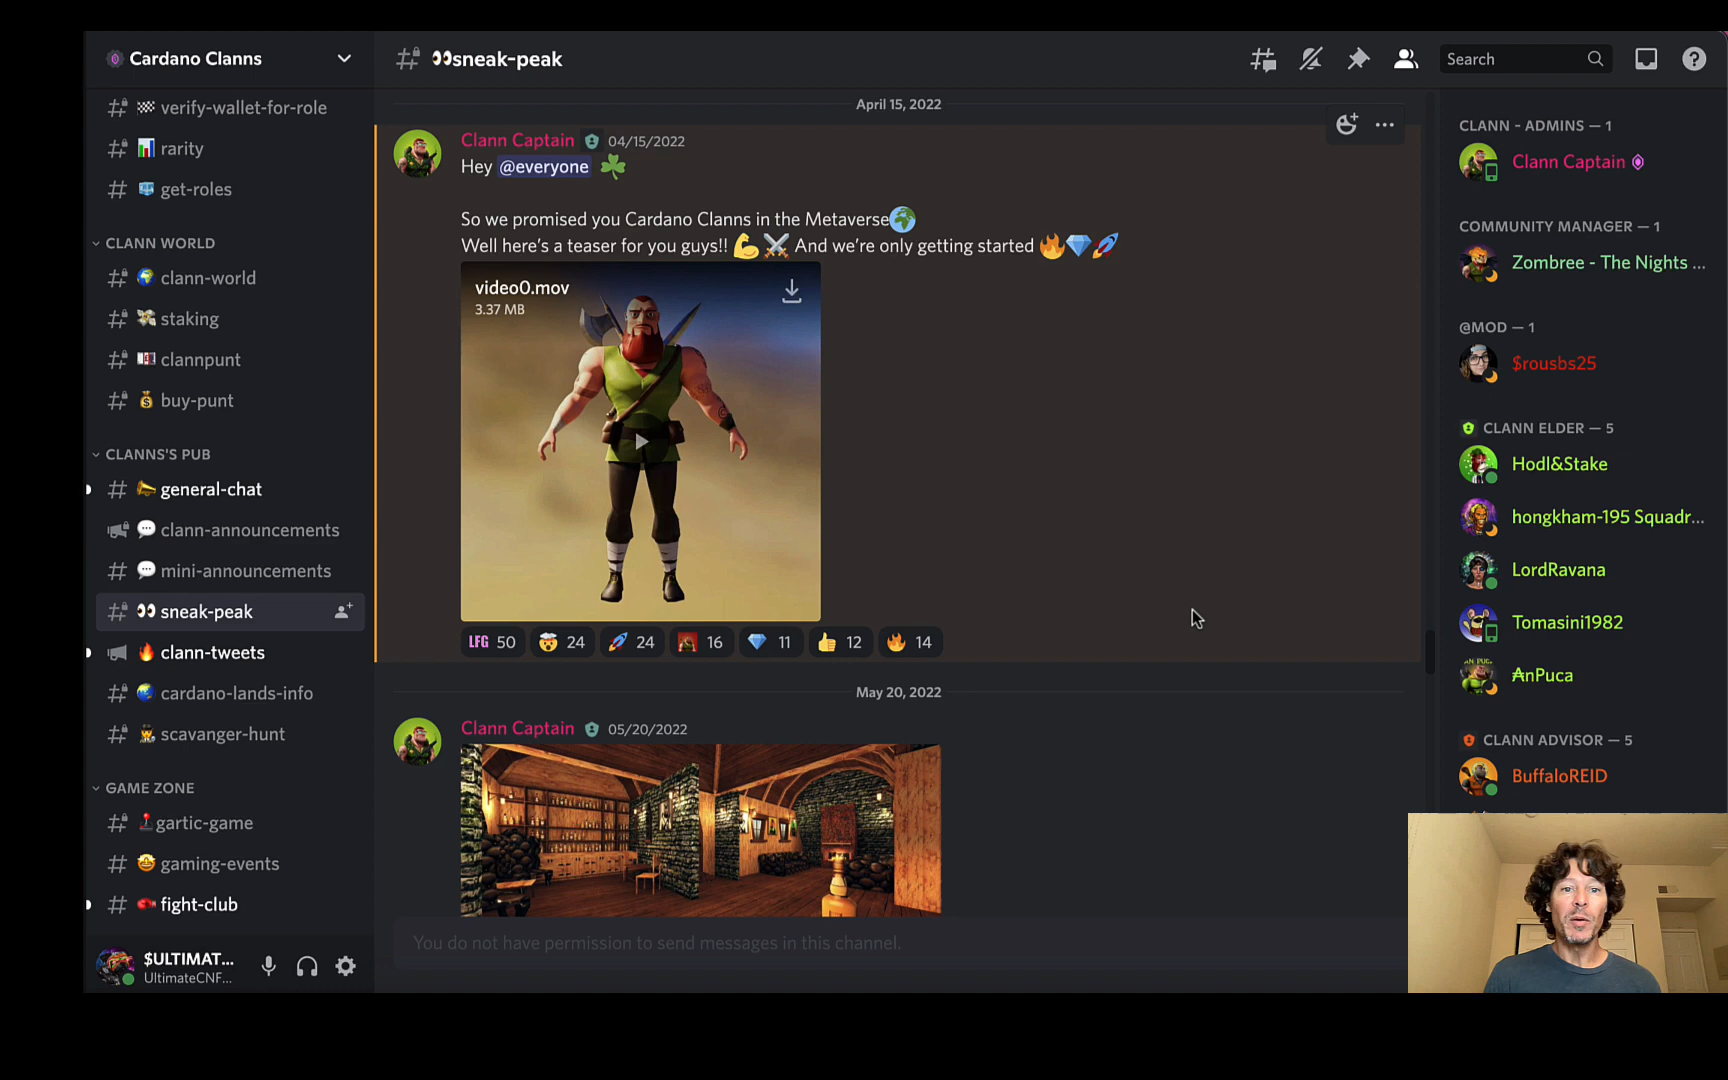 Cardano Clanns
verify-wallet-for-role
rarity
get-roles
CLANN WORLD
clann-world
staking
clannpunt
buy-punt
CLANNS'S PUB
general-chat
clann-announcements
mini-announcements
sneak-peak
clann-tweets
cardano-lands-info
scavanger-hunt
GAME ZONE
gartic-game
gaming-events
fight-club
$ULTIMAT...
UltimateCNF...
sneak-peak
Search
April 15, 2022
Clann Captain 04/15/2022
Hey @everyone
So we promised you Cardano Clanns in the Metaverse
Well here's a teaser for you guys!! And we're only getting started
video0.mov
3.37 MB
LFG 50 24 24 16 11 12 14
May 20, 2022
Clann Captain 05/20/2022
You do not have permission to send messages in this channel.
CLANN - ADMINS — 1
Clann Captain
COMMUNITY MANAGER — 1
Zombree - The Nights ...
@MOD — 1
$rousbs25
CLANN ELDER — 5
Hodl&Stake
hongkham-195 Squadr...
LordRavana
Tomasini1982
₳nPuca
CLANN ADVISOR — 5
BuffaloREID